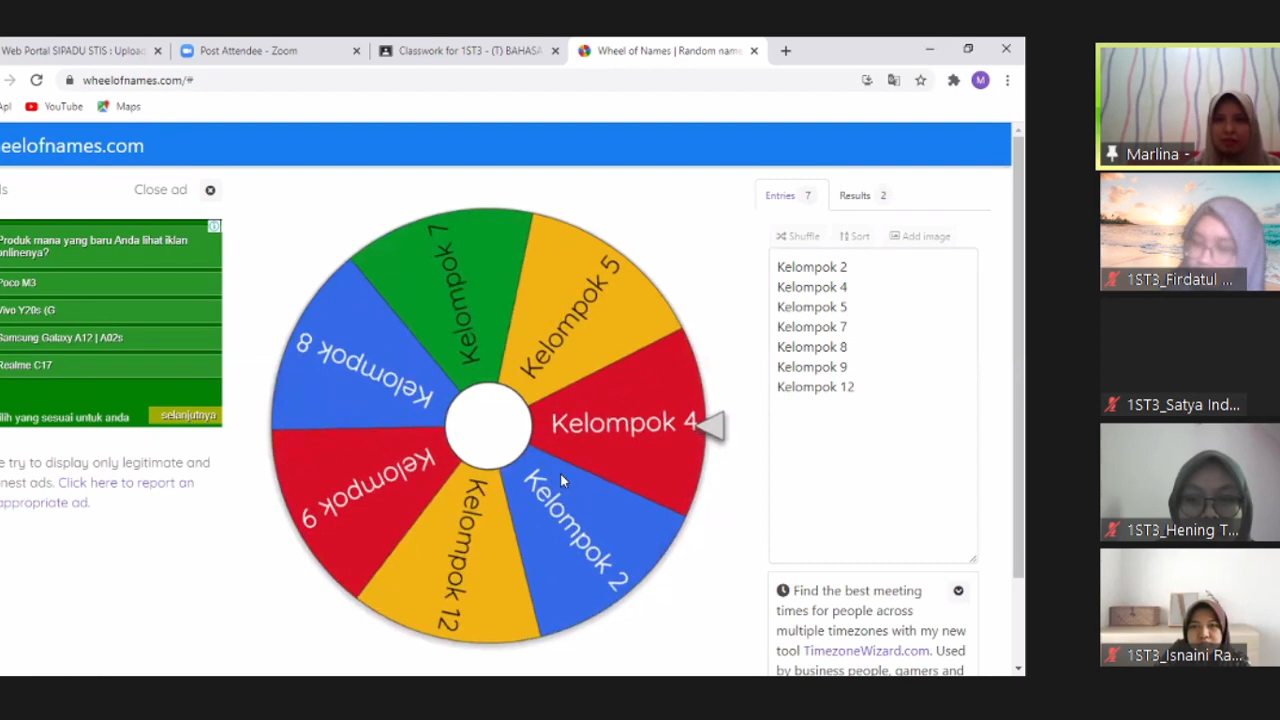 Web Portal SIPADU STIS : Upload
Post Attendee - Zoom
Classwork for 1ST3 - (T) BAHASA
Wheel of Names | Random name
wheelofnames.com/#
M
YouTube
Maps
eelofnames.com
Close ad
Produk mana yang baru Anda lihat iklan
onlinenya?
Poco M3
Vivo Y20s (G
Samsung Galaxy A12 | A02s
Realme C17
ilih yang sesuai untuk anda
selanjutnya
e try to display only legitimate and
nest ads. Click here to report an
appropriate ad.
Kelompok 7
Kelompok 5
Kelompok 8
Kelompok 4
Kelompok 9
Kelompok 12
Kelompok 2
Entries 7
Results 2
Shuffle
Sort
Add image
Kelompok 2
Kelompok 4
Kelompok 5
Kelompok 7
Kelompok 8
Kelompok 9
Kelompok 12
Find the best meeting
times for people across
multiple timezones with my new
tool TimezoneWizard.com. Used
by business people, gamers and
Marlina -
1ST3_Firdatul ...
1ST3_Satya Ind...
1ST3_Hening T...
1ST3_Isnaini Ra...